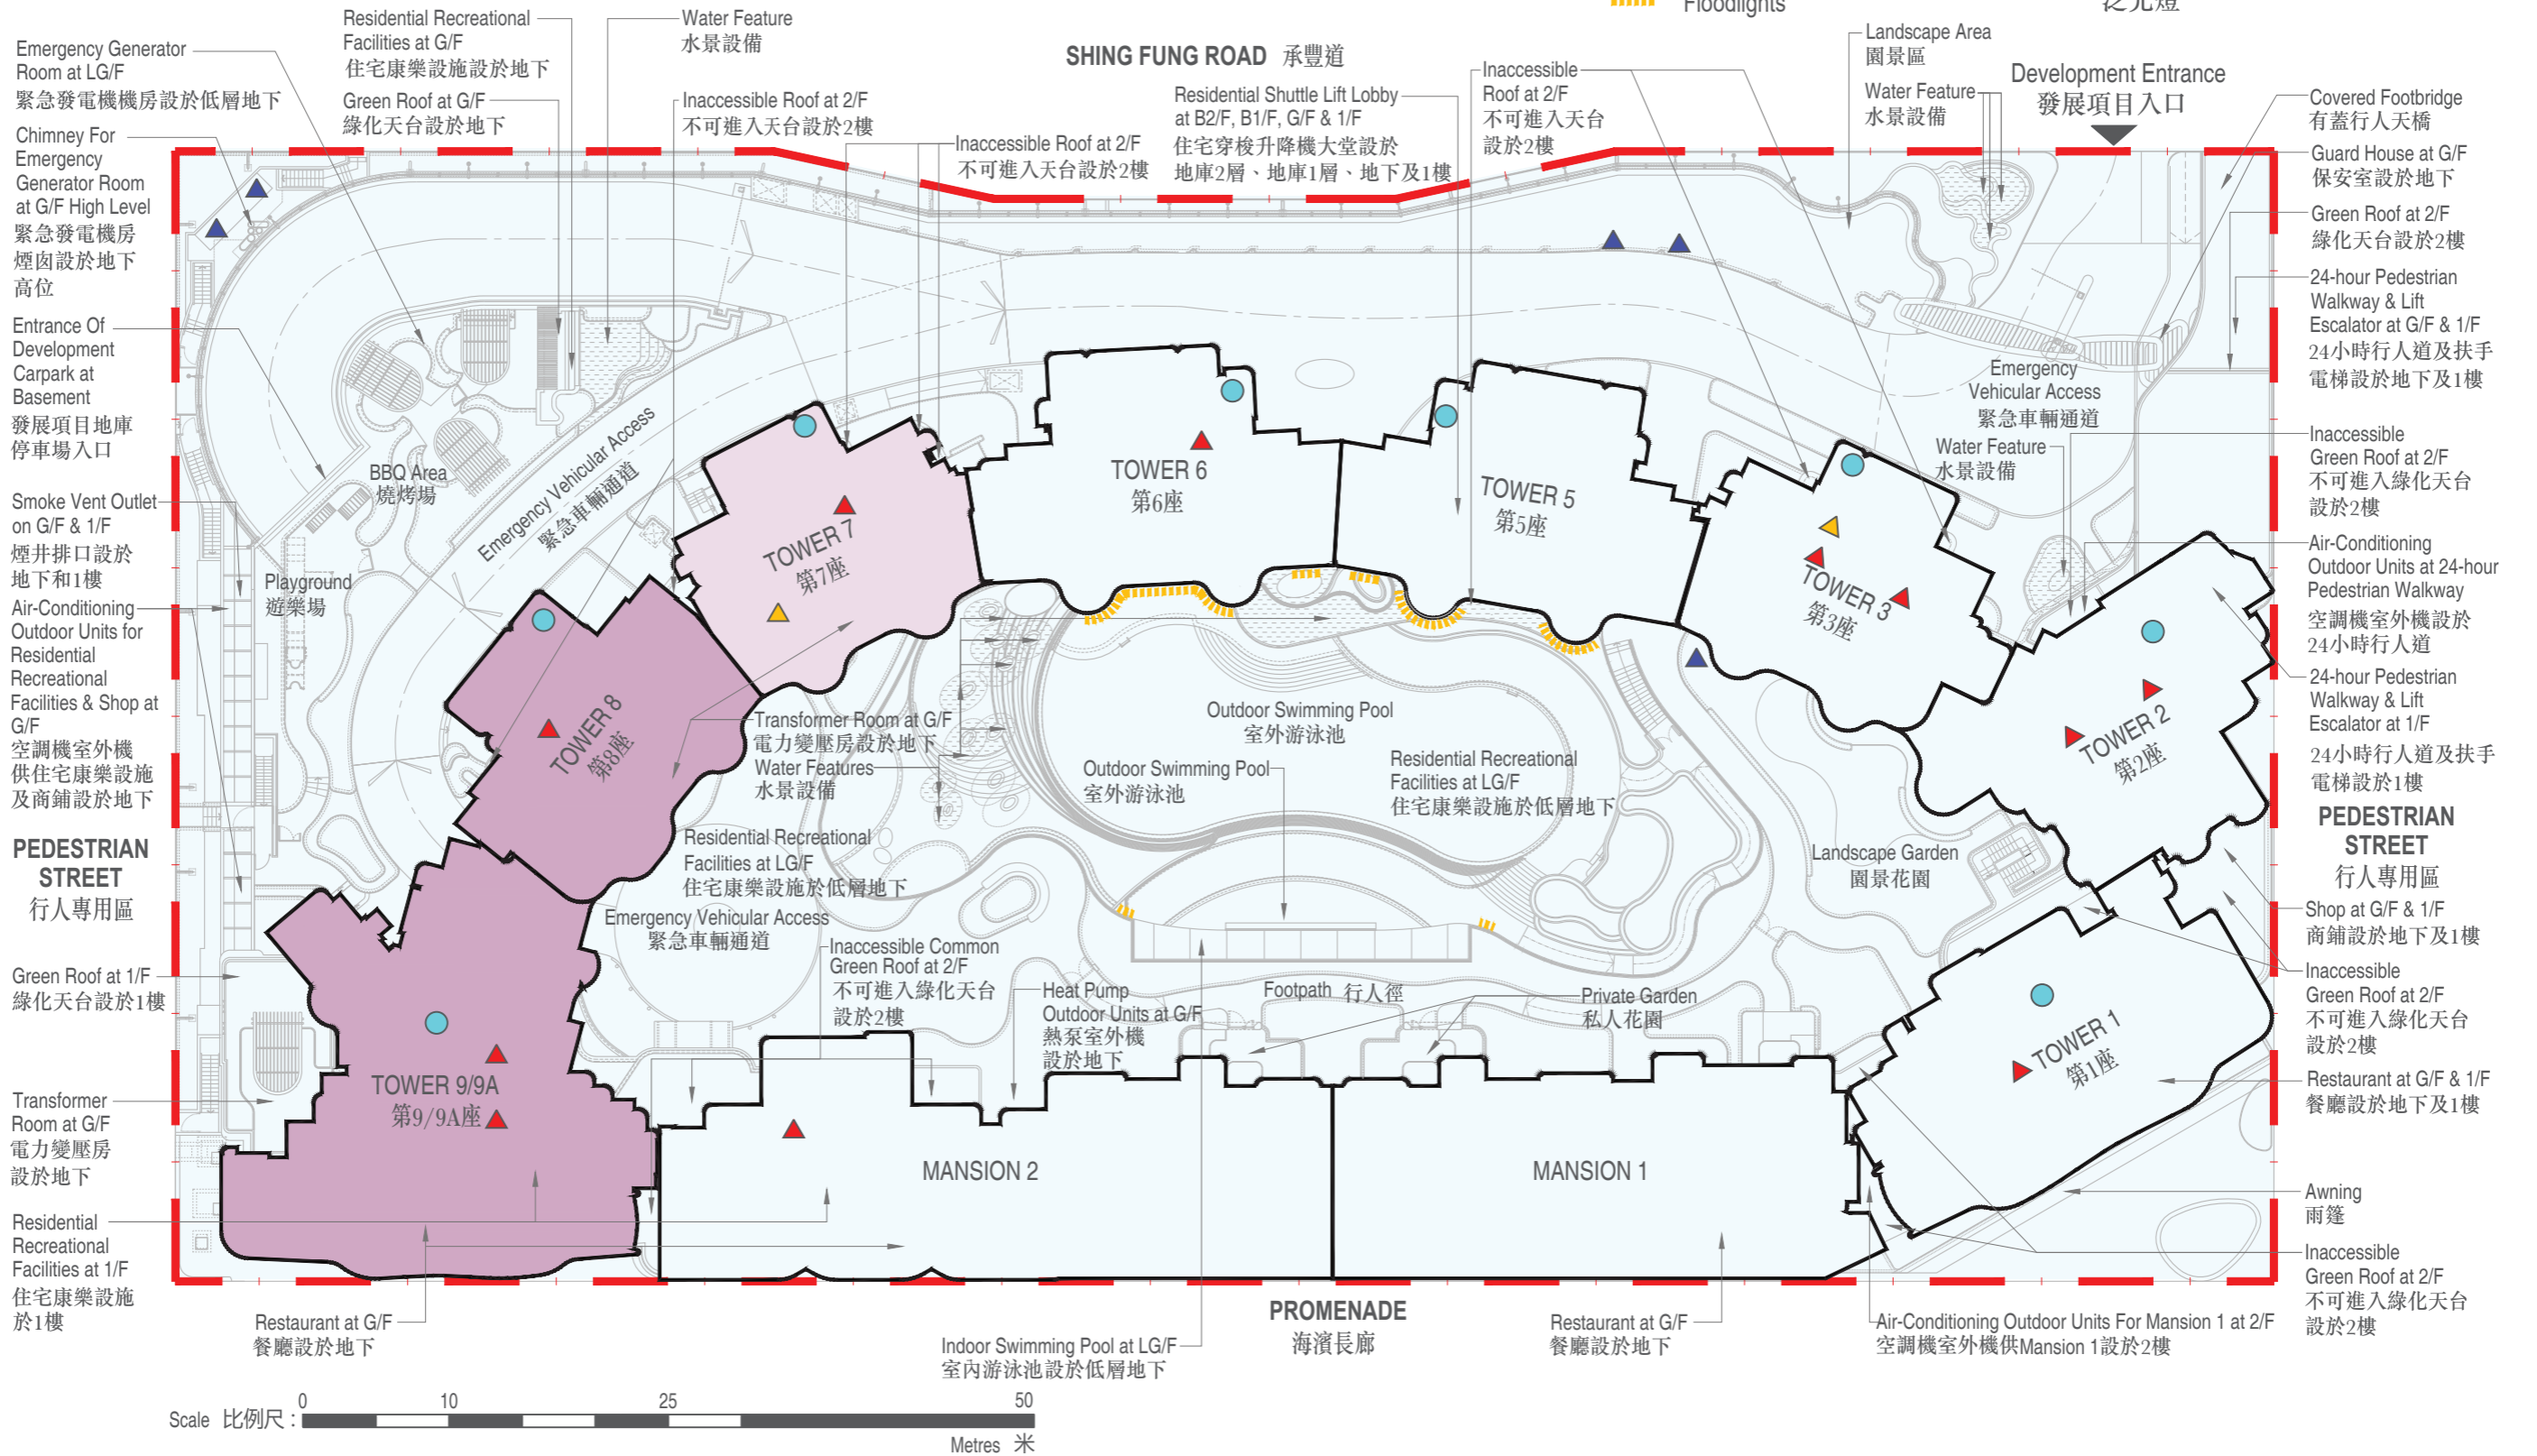 Floodlights
泛光燈
Emergency Generator
Room at LG/F
緊急發電機機房設於低層地下
Residential Recreational
Facilities at G/F
住宅康樂設施設於地下
Green Roof at G/F
綠化天台設於地下
Water Feature
水景設備
Inaccessible Roof at 2/F
不可進入天台設於2樓
Inaccessible Roof at 2/F
不可進入天台設於2樓
SHING FUNG ROAD 承豐道
Residential Shuttle Lift Lobby
at B2/F, B1/F, G/F & 1/F
住宅穿梭升降機大堂設於
地庫2層、地庫1層、地下及1樓
Inaccessible
Roof at 2/F
不可進入天台
設於2樓
Landscape Area
園景區
Water Feature
水景設備
Development Entrance
發展項目入口
Covered Footbridge
有蓋行人天橋
Guard House at G/F
保安室設於地下
Green Roof at 2/F
綠化天台設於2樓
24-hour Pedestrian
Walkway & Lift
Escalator at G/F & 1/F
24小時行人道及扶手
電梯設於地下及1樓
Inaccessible
Green Roof at 2/F
不可進入綠化天台
設於2樓
Air-Conditioning
Outdoor Units at 24-hour
Pedestrian Walkway
空調機室外機設於
24小時行人道
24-hour Pedestrian
Walkway & Lift
Escalator at 1/F
24小時行人道及扶手
電梯設於1樓
PEDESTRIAN
STREET
行人專用區
Shop at G/F & 1/F
商鋪設於地下及1樓
Inaccessible
Green Roof at 2/F
不可進入綠化天台
設於2樓
Restaurant at G/F & 1/F
餐廳設於地下及1樓
Awning
雨篷
Inaccessible
Green Roof at 2/F
不可進入綠化天台
設於2樓
Chimney For
Emergency
Generator Room
at G/F High Level
緊急發電機房
煙囪設於地下
高位
Entrance Of
Development
Carpark at
Basement
發展項目地庫
停車場入口
Smoke Vent Outlet
on G/F & 1/F
煙井排口設於
地下和1樓
Air-Conditioning
Outdoor Units for
Residential
Recreational
Facilities & Shop at
G/F
空調機室外機
供住宅康樂設施
及商鋪設於地下
PEDESTRIAN
STREET
行人專用區
Green Roof at 1/F
綠化天台設於1樓
Transformer
Room at G/F
電力變壓房
設於地下
Residential
Recreational
Facilities at 1/F
住宅康樂設施
於1樓
BBQ Area
燒烤場
Playground
遊樂場
Emergency Vehicular Access
緊急車輛通道
Emergency
Vehicular Access
緊急車輛通道
Water Feature
水景設備
TOWER 6
第6座
TOWER 5
第5座
TOWER 7
第7座
TOWER 3
第3座
TOWER 8
第8座
TOWER 2
第2座
Transformer Room at G/F
電力變壓房設於地下
Water Features
水景設備
Outdoor Swimming Pool
室外游泳池
Outdoor Swimming Pool
室外游泳池
Residential Recreational
Facilities at LG/F
住宅康樂設施於低層地下
Residential Recreational
Facilities at LG/F
住宅康樂設施於低層地下
Landscape Garden
園景花園
Emergency Vehicular Access
緊急車輛通道
Inaccessible Common
Green Roof at 2/F
不可進入綠化天台
設於2樓
Heat Pump
Outdoor Units at G/F
熱泵室外機
設於地下
Footpath 行人徑
Private Garden
私人花園
TOWER 9/9A
第9/9A座
TOWER 1
第1座
MANSION 2
MANSION 1
Restaurant at G/F
餐廳設於地下
Indoor Swimming Pool at LG/F
室內游泳池設於低層地下
PROMENADE
海濱長廊
Restaurant at G/F
餐廳設於地下
Air-Conditioning Outdoor Units For Mansion 1 at 2/F
空調機室外機供Mansion 1設於2樓
Scale 比例尺：
0 10 25 50
Metres 米